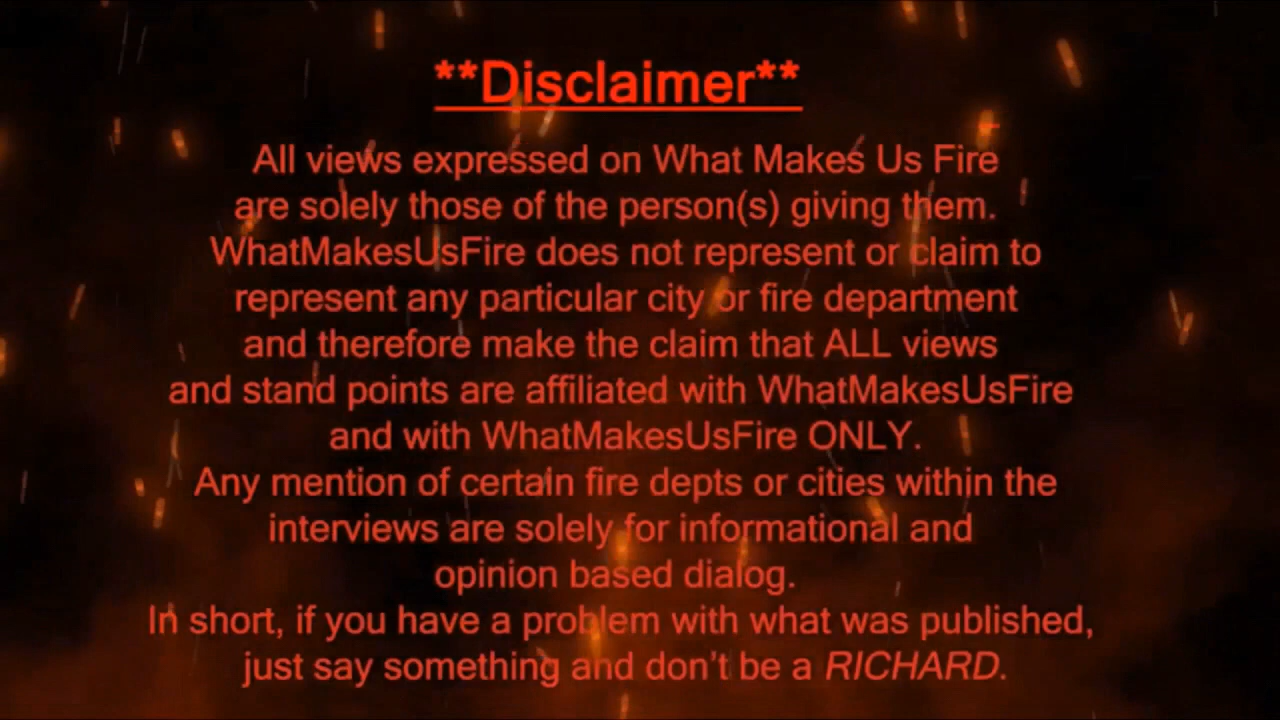 **Disclaimer**
All views expressed on What Makes Us Fire
are solely those of the person(s) giving them.
WhatMakesUsFire does not represent or claim to
represent any particular city or fire department
and therefore make the claim that ALL views
and stand points are affiliated with WhatMakesUsFire
and with WhatMakesUsFire ONLY.
Any mention of certain fire depts or cities within the
interviews are solely for informational and
opinion based dialog.
In short, if you have a problem with what was published,
just say something and don’t be a RICHARD.